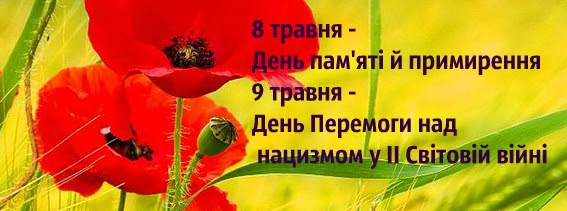 8 травня -
День пам'яті й примирення
9 травня -
День Перемоги над
нацизмом у ІІ Світовій війні